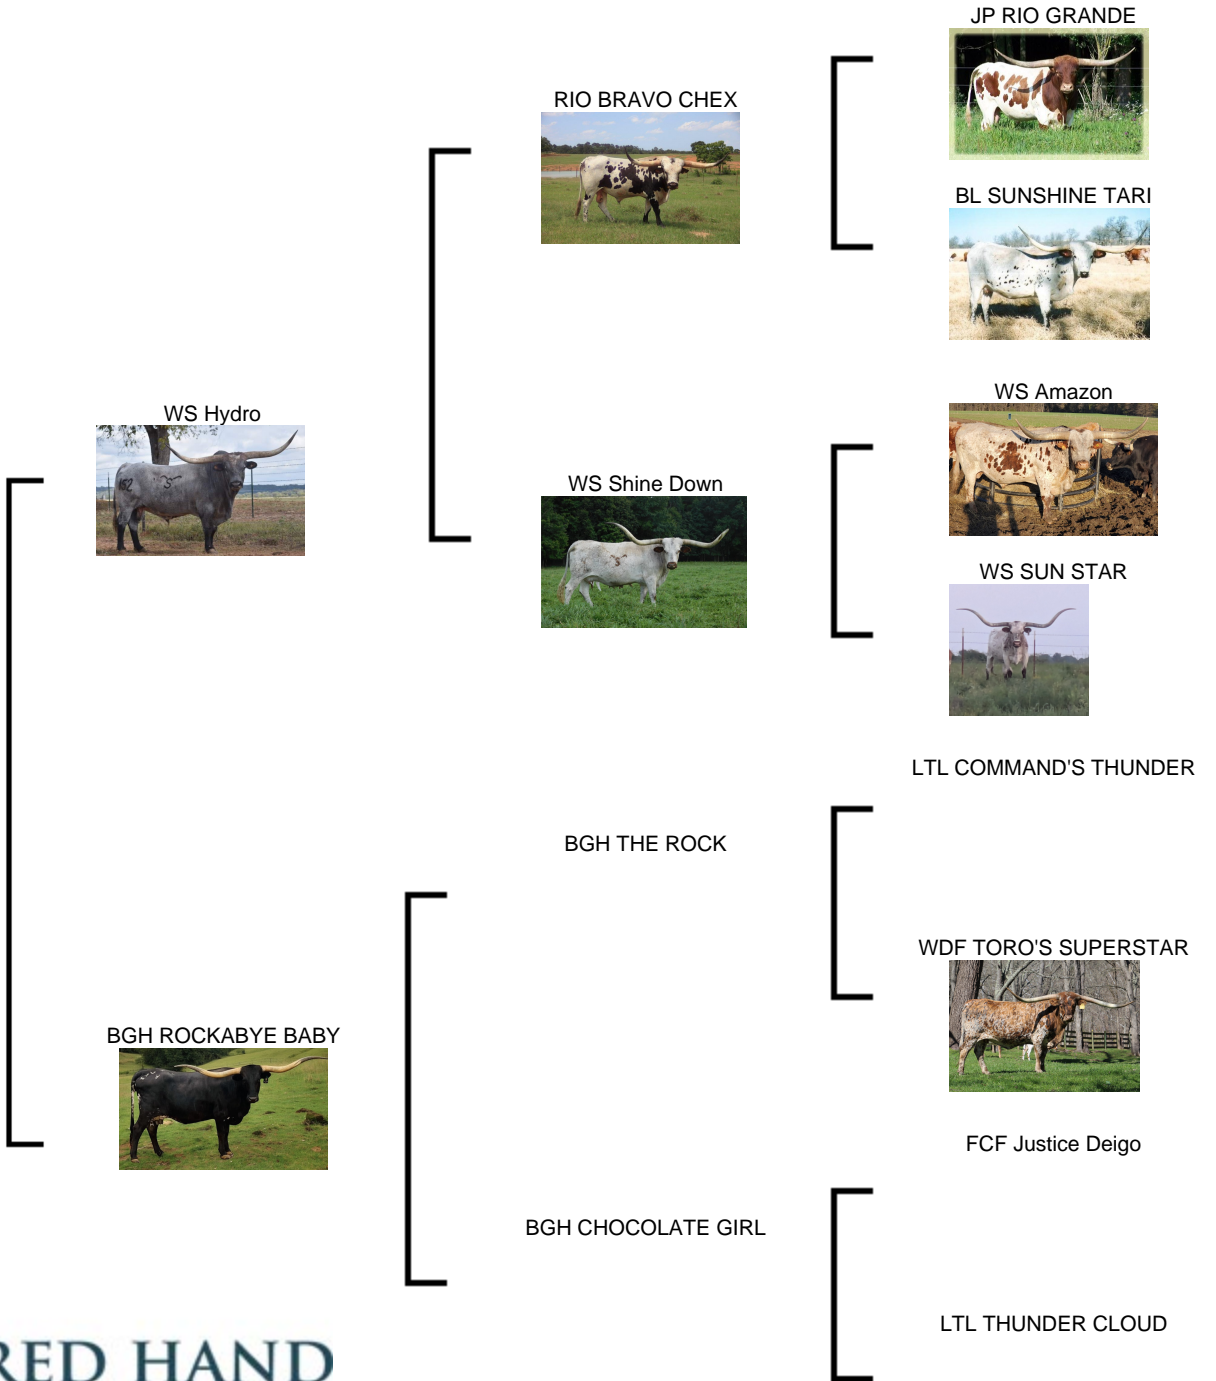 JP RIO GRANDE
RIO BRAVO CHEX
BL SUNSHINE TARI
WS Hydro
WS Amazon
WS Shine Down
WS SUN STAR
LTL COMMAND'S THUNDER
BGH THE ROCK
WDF TORO'S SUPERSTAR
BGH ROCKABYE BABY
FCF Justice Deigo
BGH CHOCOLATE GIRL
LTL THUNDER CLOUD
RED HAND